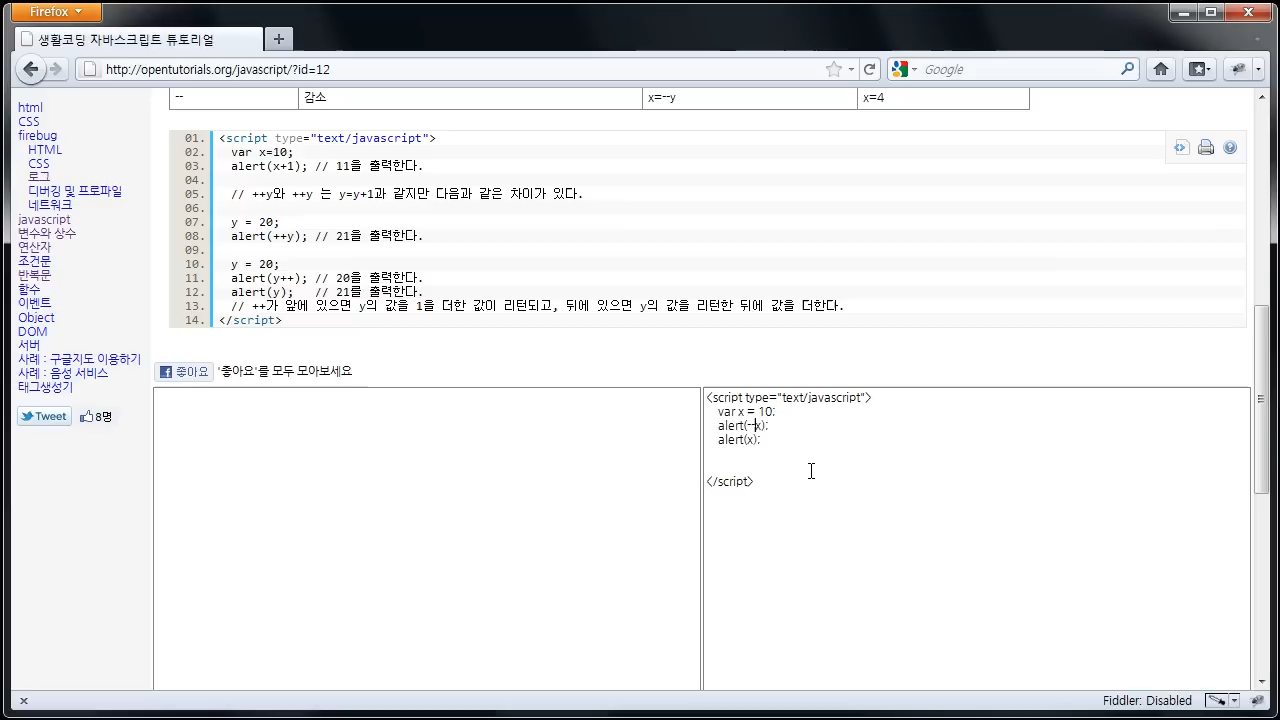 Firefox
생활코딩 자바스크립트 튜토리얼
http://opentutorials.org/javascript/?id=12
Google
-- 감소 x=--y x=4
html
CSS
firebug
HTML
CSS
로그
디버깅 및 프로파일
네트워크
javascript
변수와 상수
연산자
조건문
반복문
함수
이벤트
Object
DOM
서버
사례 : 구글지도 이용하기
사례 : 음성 서비스
태그생성기
Tweet 8명
01. <script type="text/javascript">
02. var x=10;
03. alert(x+1); // 11을 출력한다.
04.
05. // ++y와 ++y 는 y=y+1과 같지만 다음과 같은 차이가 있다.
06.
07. y = 20;
08. alert(++y); // 21을 출력한다.
09.
10. y = 20;
11. alert(y++); // 20을 출력한다.
12. alert(y); // 21를 출력한다.
13. // ++가 앞에 있으면 y의 값을 1을 더한 값이 리턴되고, 뒤에 있으면 y의 값을 리턴한 뒤에 값을 더한다.
14. </script>
좋아요 '좋아요'를 모두 모아보세요
<script type="text/javascript">
var x = 10;
alert(--x);
alert(x);
</script>
Fiddler: Disabled